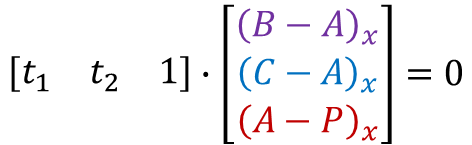 [t₁ t₂ 1] · [(B − A)ₓ
(C − A)ₓ
(A − P)ₓ] = 0